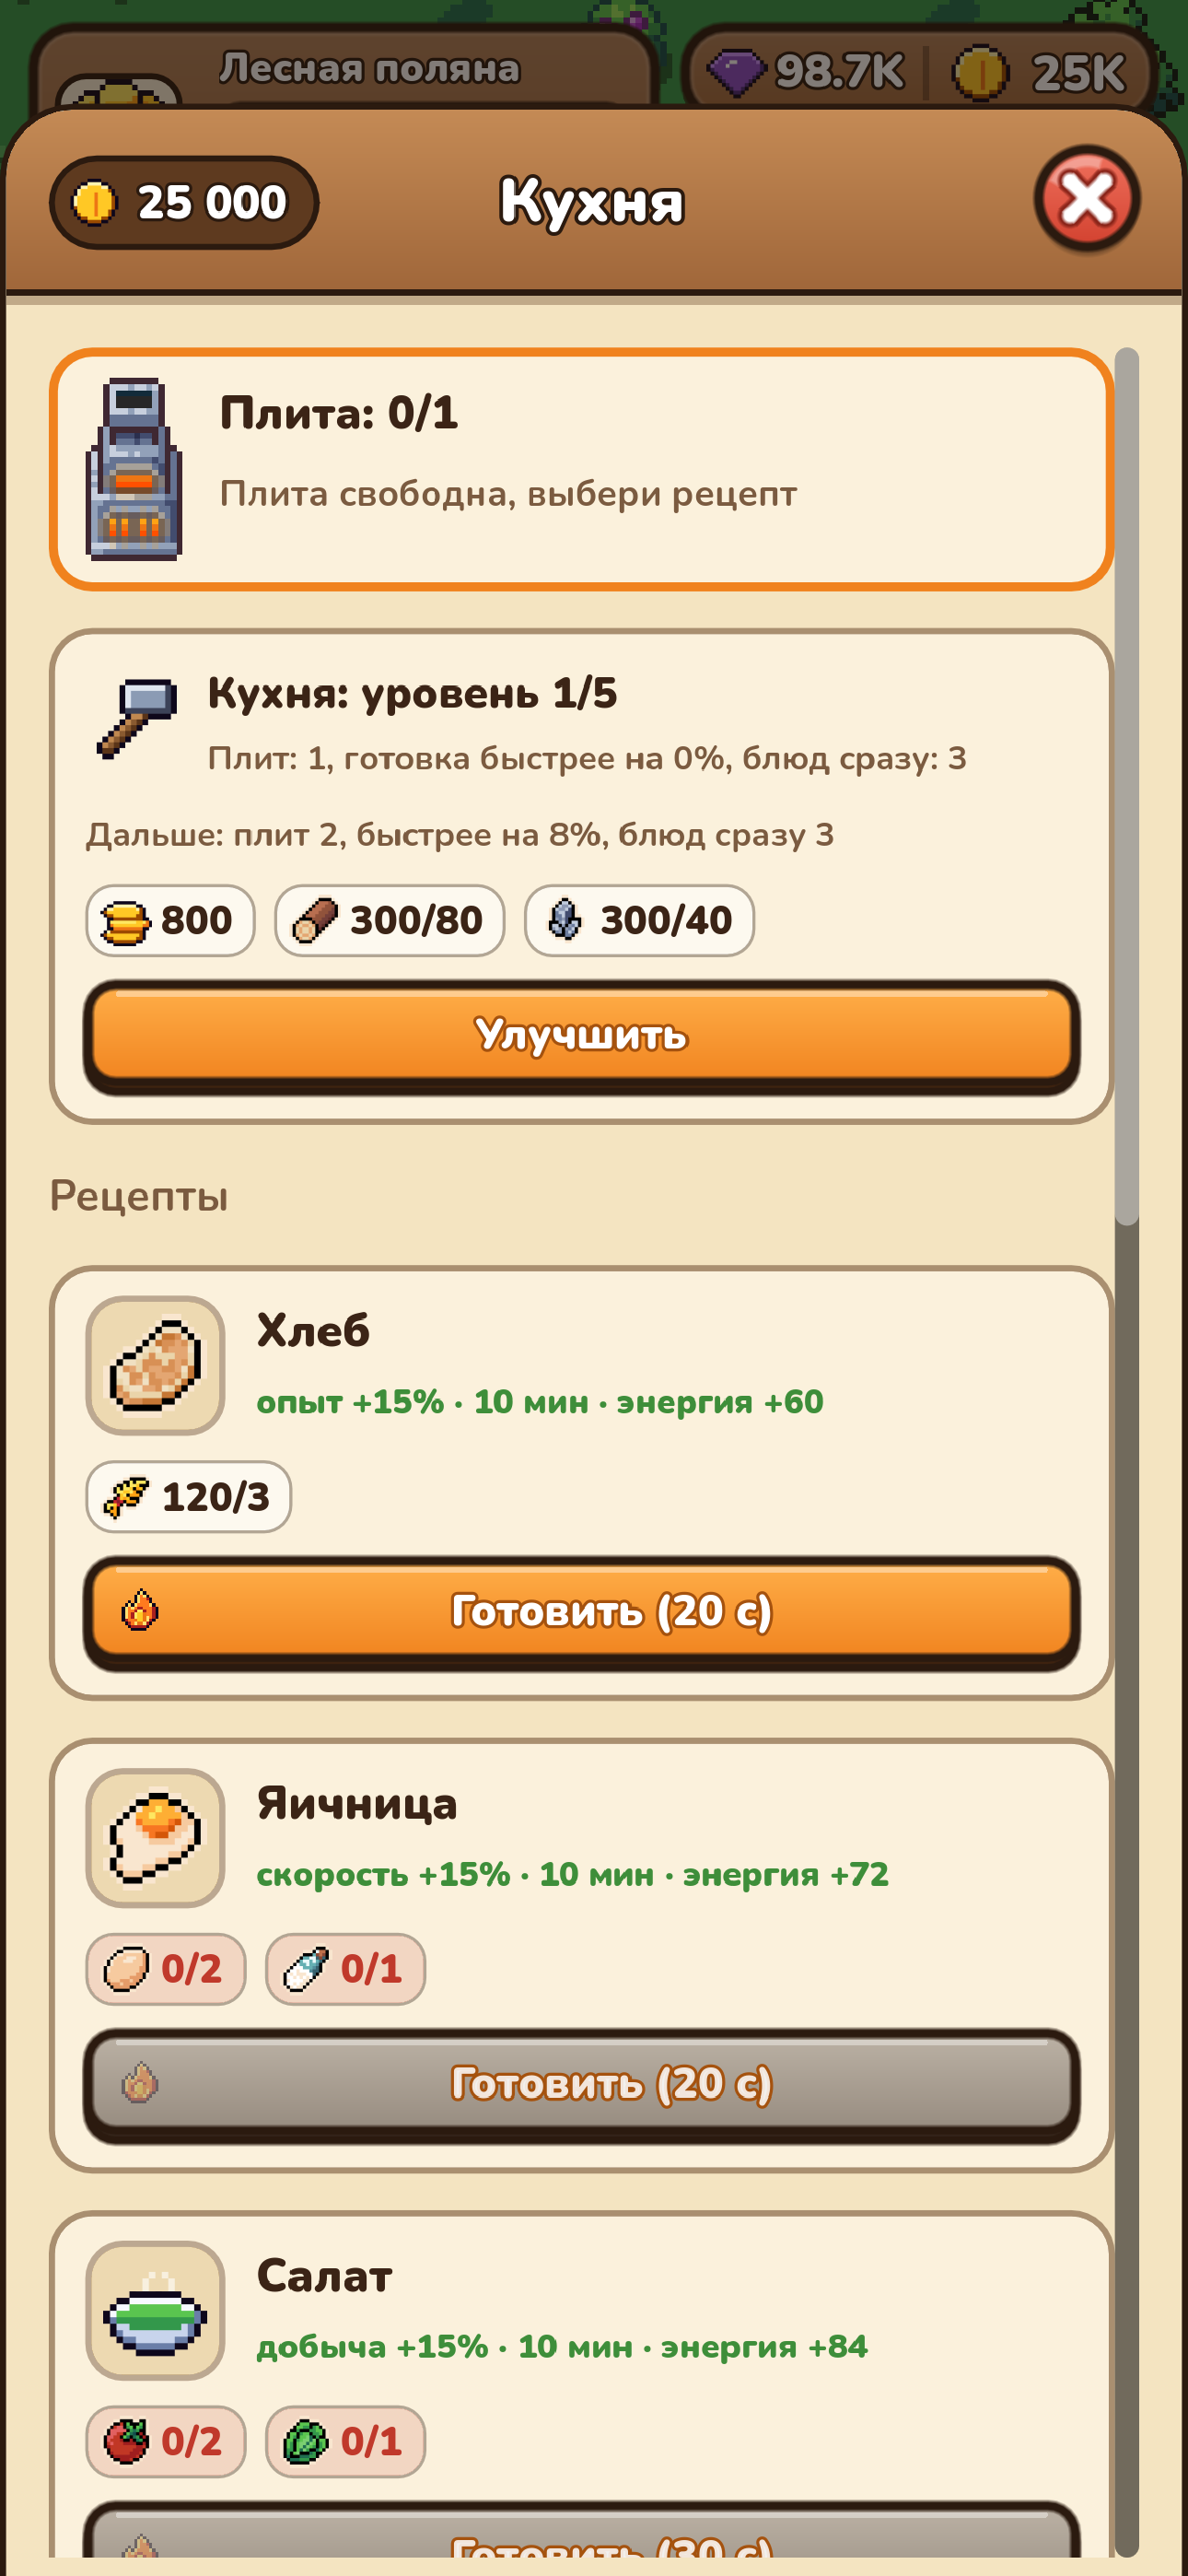 Лесная поляна
98.7K
25K
25 000
Кухня
Плита: 0/1
Плита свободна, выбери рецепт
Кухня: уровень 1/5
Плит: 1, готовка быстрее на 0%, блюд сразу: 3
Дальше: плит 2, быстрее на 8%, блюд сразу 3
800
300/80
300/40
Улучшить
Рецепты
Хлеб
опыт +15% · 10 мин · энергия +60
120/3
Готовить (20 с)
Яичница
скорость +15% · 10 мин · энергия +72
0/2
0/1
Готовить (20 с)
Салат
добыча +15% · 10 мин · энергия +84
0/2
0/1
Готовить (30 с)